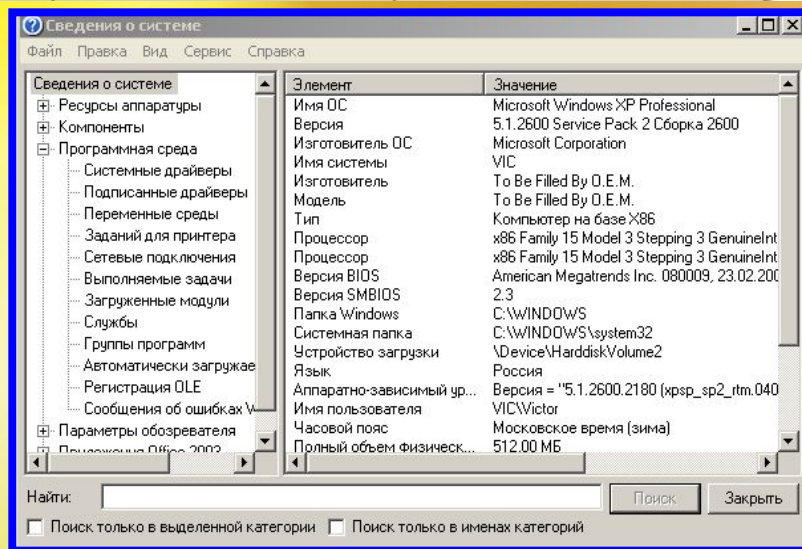 Сведения о системе
Файл Правка Вид Сервис Справка
Сведения о системе
Ресурсы аппаратуры
Компоненты
Программная среда
Системные драйверы
Подписанные драйверы
Переменные среды
Заданий для принтера
Сетевые подключения
Выполняемые задачи
Загруженные модули
Службы
Группы программ
Автоматически загружае
Регистрация OLE
Сообщения об ошибках W
Параметры обозревателя
Приложения Office 2003
Элемент Значение
Имя ОС Microsoft Windows XP Professional
Версия 5.1.2600 Service Pack 2 Сборка 2600
Изготовитель ОС Microsoft Corporation
Имя системы VIC
Изготовитель To Be Filled By O.E.M.
Модель To Be Filled By O.E.M.
Тип Компьютер на базе X86
Процессор x86 Family 15 Model 3 Stepping 3 GenuineInt
Процессор x86 Family 15 Model 3 Stepping 3 GenuineInt
Версия BIOS American Megatrends Inc. 080009, 23.02.200
Версия SMBIOS 2.3
Папка Windows C:\WINDOWS
Системная папка C:\WINDOWS\system32
Устройство загрузки \Device\HarddiskVolume2
Язык Россия
Аппаратно-зависимый ур... Версия = "5.1.2600.2180 (xpsp_sp2_rtm.040
Имя пользователя VIC\Victor
Часовой пояс Московское время (зима)
Полный объем физическ... 512,00 МБ
Найти: Поиск Закрыть
Поиск только в выделенной категории Поиск только в именах категорий